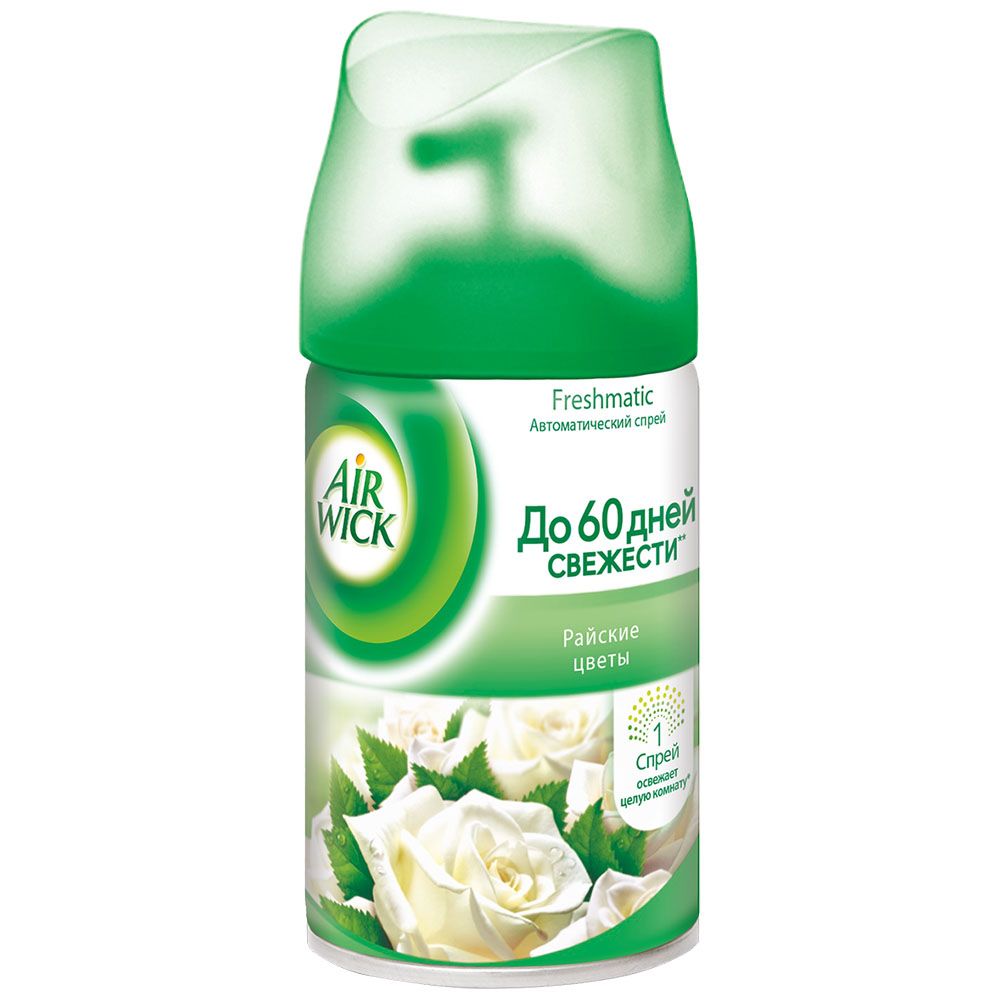 Freshmatic
Автоматический спрей
AIR
WICK
До 60 дней
СВЕЖЕСТИ**
Райские
цветы
1
Спрей
освежает
целую комнату*